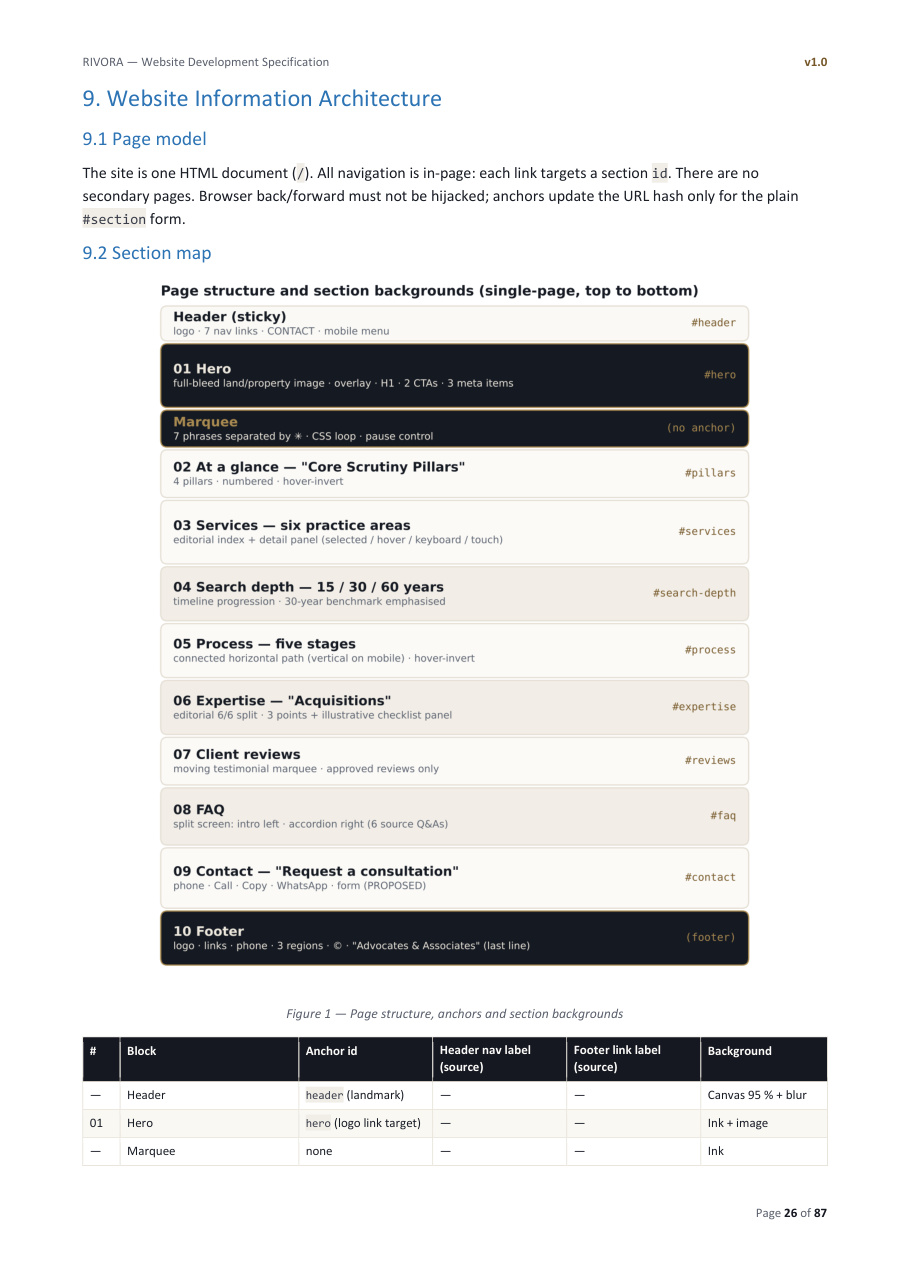 RIVORA — Website Development Specification v1.0
9. Website Information Architecture
9.1 Page model
The site is one HTML document (/). All navigation is in-page: each link targets a section id. There are no
secondary pages. Browser back/forward must not be hijacked; anchors update the URL hash only for the plain
#section form.
9.2 Section map
Page structure and section backgrounds (single-page, top to bottom)
Header (sticky)
logo · 7 nav links · CONTACT · mobile menu
#header
01 Hero
full-bleed land/property image · overlay · H1 · 2 CTAs · 3 meta items
#hero
Marquee
7 phrases separated by ✳ · CSS loop · pause control
(no anchor)
02 At a glance — "Core Scrutiny Pillars"
4 pillars · numbered · hover-invert
#pillars
03 Services — six practice areas
editorial index + detail panel (selected / hover / keyboard / touch)
#services
04 Search depth — 15 / 30 / 60 years
timeline progression · 30-year benchmark emphasised
#search-depth
05 Process — five stages
connected horizontal path (vertical on mobile) · hover-invert
#process
06 Expertise — "Acquisitions"
editorial 6/6 split · 3 points + illustrative checklist panel
#expertise
07 Client reviews
moving testimonial marquee · approved reviews only
#reviews
08 FAQ
split screen: intro left · accordion right (6 source Q&As)
#faq
09 Contact — "Request a consultation"
phone · Call · Copy · WhatsApp · form (PROPOSED)
#contact
10 Footer
logo · links · phone · 3 regions · © · "Advocates & Associates" (last line)
(footer)
Figure 1 — Page structure, anchors and section backgrounds
# Block Anchor id Header nav label (source) Footer link label (source) Background
— Header header (landmark) — — Canvas 95 % + blur
01 Hero hero (logo link target) — — Ink + image
— Marquee none — — Ink
Page 26 of 87